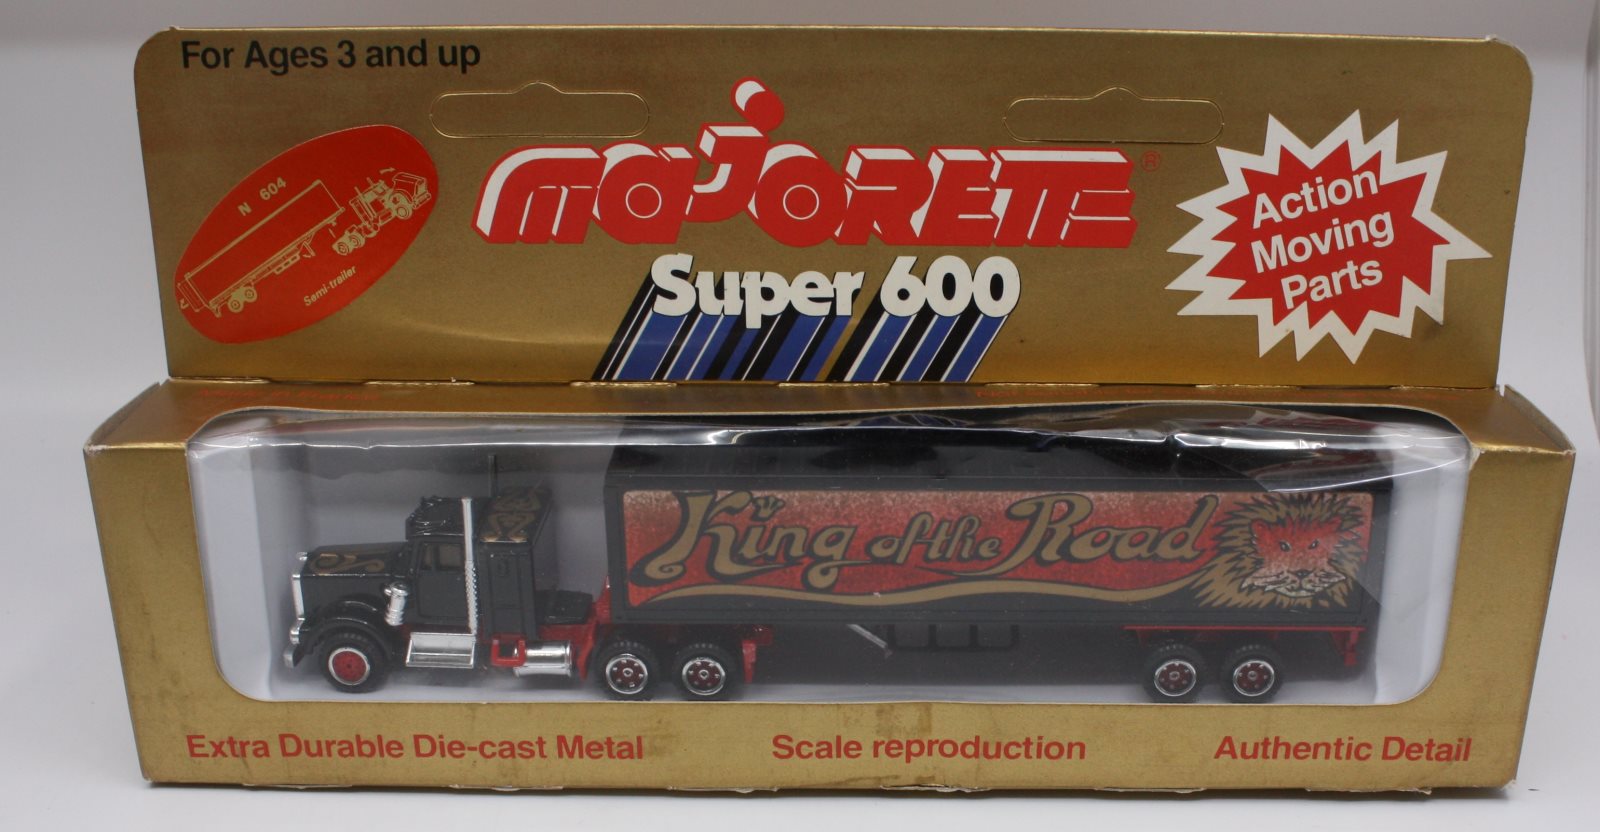 For Ages 3 and up
MAJORETTE®
N 604
Semi-trailer
Super 600
Action
Moving
Parts
King of the Road
Extra Durable Die-cast Metal
Scale reproduction
Authentic Detail